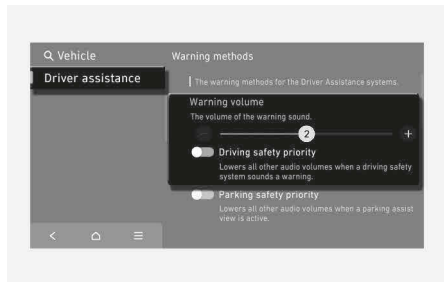 Vehicle
Warning methods
Driver assistance
The warning methods for the Driver Assistance systems.
Warning volume
The volume of the warning sound.
2
+
Driving safety priority
Lowers all other audio volumes when a driving safety
system sounds a warning.
Parking safety priority
Lowers all other audio volumes when a parking assist
view is active.